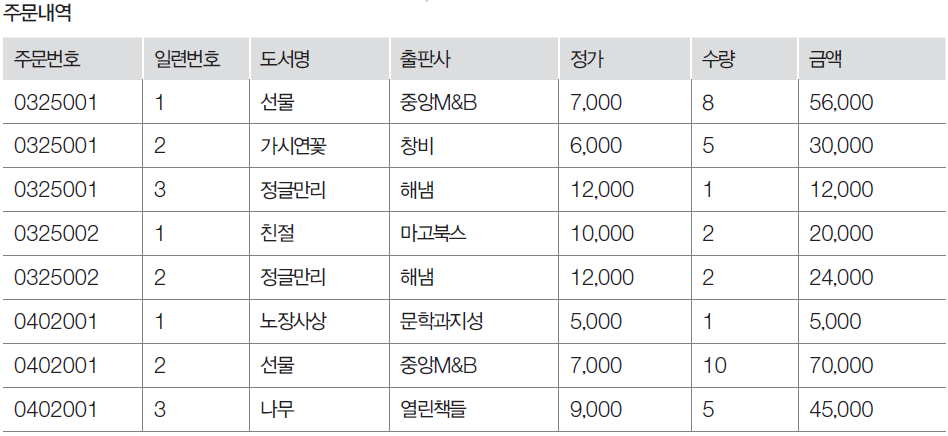 주문내역
주문번호 일련번호 도서명 출판사 정가 수량 금액
0325001 1 선물 중앙M&B 7,000 8 56,000
0325001 2 가시연꽃 창비 6,000 5 30,000
0325001 3 정글만리 해냄 12,000 1 12,000
0325002 1 친절 마고북스 10,000 2 20,000
0325002 2 정글만리 해냄 12,000 2 24,000
0402001 1 노장사상 문학과지성 5,000 1 5,000
0402001 2 선물 중앙M&B 7,000 10 70,000
0402001 3 나무 열린책들 9,000 5 45,000